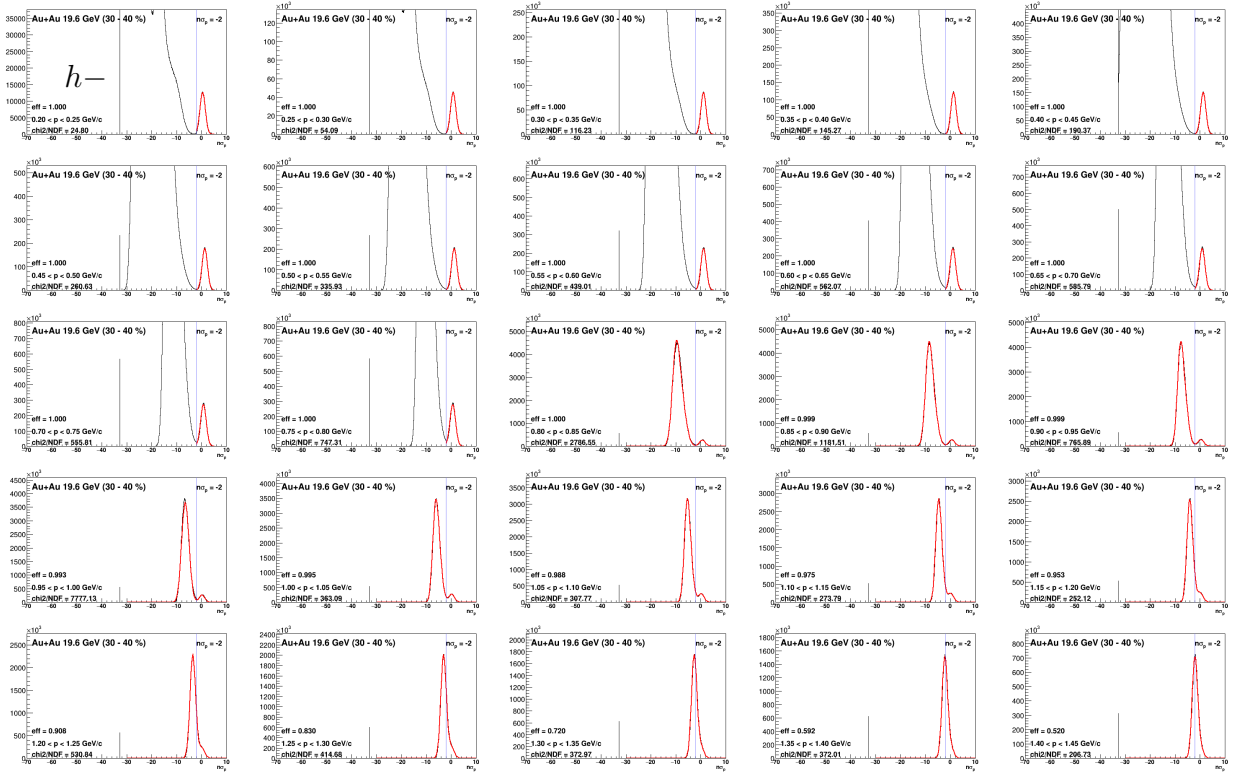 Au+Au 19.6 GeV (30 - 40 %) nσp = -2
h−
eff = 1.000
0.20 < p < 0.25 GeV/c
chi2/NDF = 24.80
Au+Au 19.6 GeV (30 - 40 %) nσp = -2
eff = 1.000
0.25 < p < 0.30 GeV/c
chi2/NDF = 54.09
Au+Au 19.6 GeV (30 - 40 %) nσp = -2
eff = 1.000
0.30 < p < 0.35 GeV/c
chi2/NDF = 116.23
Au+Au 19.6 GeV (30 - 40 %) nσp = -2
eff = 1.000
0.35 < p < 0.40 GeV/c
chi2/NDF = 145.27
Au+Au 19.6 GeV (30 - 40 %) nσp = -2
eff = 1.000
0.40 < p < 0.45 GeV/c
chi2/NDF = 190.37
Au+Au 19.6 GeV (30 - 40 %) nσp = -2
eff = 1.000
0.45 < p < 0.50 GeV/c
chi2/NDF = 260.63
Au+Au 19.6 GeV (30 - 40 %) nσp = -2
eff = 1.000
0.50 < p < 0.55 GeV/c
chi2/NDF = 335.93
Au+Au 19.6 GeV (30 - 40 %) nσp = -2
eff = 1.000
0.55 < p < 0.60 GeV/c
chi2/NDF = 439.01
Au+Au 19.6 GeV (30 - 40 %) nσp = -2
eff = 1.000
0.60 < p < 0.65 GeV/c
chi2/NDF = 562.07
Au+Au 19.6 GeV (30 - 40 %) nσp = -2
eff = 1.000
0.65 < p < 0.70 GeV/c
chi2/NDF = 585.79
Au+Au 19.6 GeV (30 - 40 %) nσp = -2
eff = 1.000
0.70 < p < 0.75 GeV/c
chi2/NDF = 565.81
Au+Au 19.6 GeV (30 - 40 %) nσp = -2
eff = 1.000
0.75 < p < 0.80 GeV/c
chi2/NDF = 747.31
Au+Au 19.6 GeV (30 - 40 %) nσp = -2
eff = 1.000
0.80 < p < 0.85 GeV/c
chi2/NDF = 2786.55
Au+Au 19.6 GeV (30 - 40 %) nσp = -2
eff = 0.999
0.85 < p < 0.90 GeV/c
chi2/NDF = 1181.51
Au+Au 19.6 GeV (30 - 40 %) nσp = -2
eff = 0.999
0.90 < p < 0.95 GeV/c
chi2/NDF = 765.89
Au+Au 19.6 GeV (30 - 40 %) nσp = -2
eff = 0.993
0.95 < p < 1.00 GeV/c
chi2/NDF = 7777.13
Au+Au 19.6 GeV (30 - 40 %) nσp = -2
eff = 0.995
1.00 < p < 1.05 GeV/c
chi2/NDF = 363.09
Au+Au 19.6 GeV (30 - 40 %) nσp = -2
eff = 0.988
1.05 < p < 1.10 GeV/c
chi2/NDF = 307.77
Au+Au 19.6 GeV (30 - 40 %) nσp = -2
eff = 0.975
1.10 < p < 1.15 GeV/c
chi2/NDF = 273.79
Au+Au 19.6 GeV (30 - 40 %) nσp = -2
eff = 0.953
1.15 < p < 1.20 GeV/c
chi2/NDF = 252.12
Au+Au 19.6 GeV (30 - 40 %) nσp = -2
eff = 0.908
1.20 < p < 1.25 GeV/c
chi2/NDF = 530.84
Au+Au 19.6 GeV (30 - 40 %) nσp = -2
eff = 0.830
1.25 < p < 1.30 GeV/c
chi2/NDF = 414.68
Au+Au 19.6 GeV (30 - 40 %) nσp = -2
eff = 0.720
1.30 < p < 1.35 GeV/c
chi2/NDF = 372.97
Au+Au 19.6 GeV (30 - 40 %) nσp = -2
eff = 0.592
1.35 < p < 1.40 GeV/c
chi2/NDF = 372.01
Au+Au 19.6 GeV (30 - 40 %) nσp = -2
eff = 0.520
1.40 < p < 1.45 GeV/c
chi2/NDF = 206.73